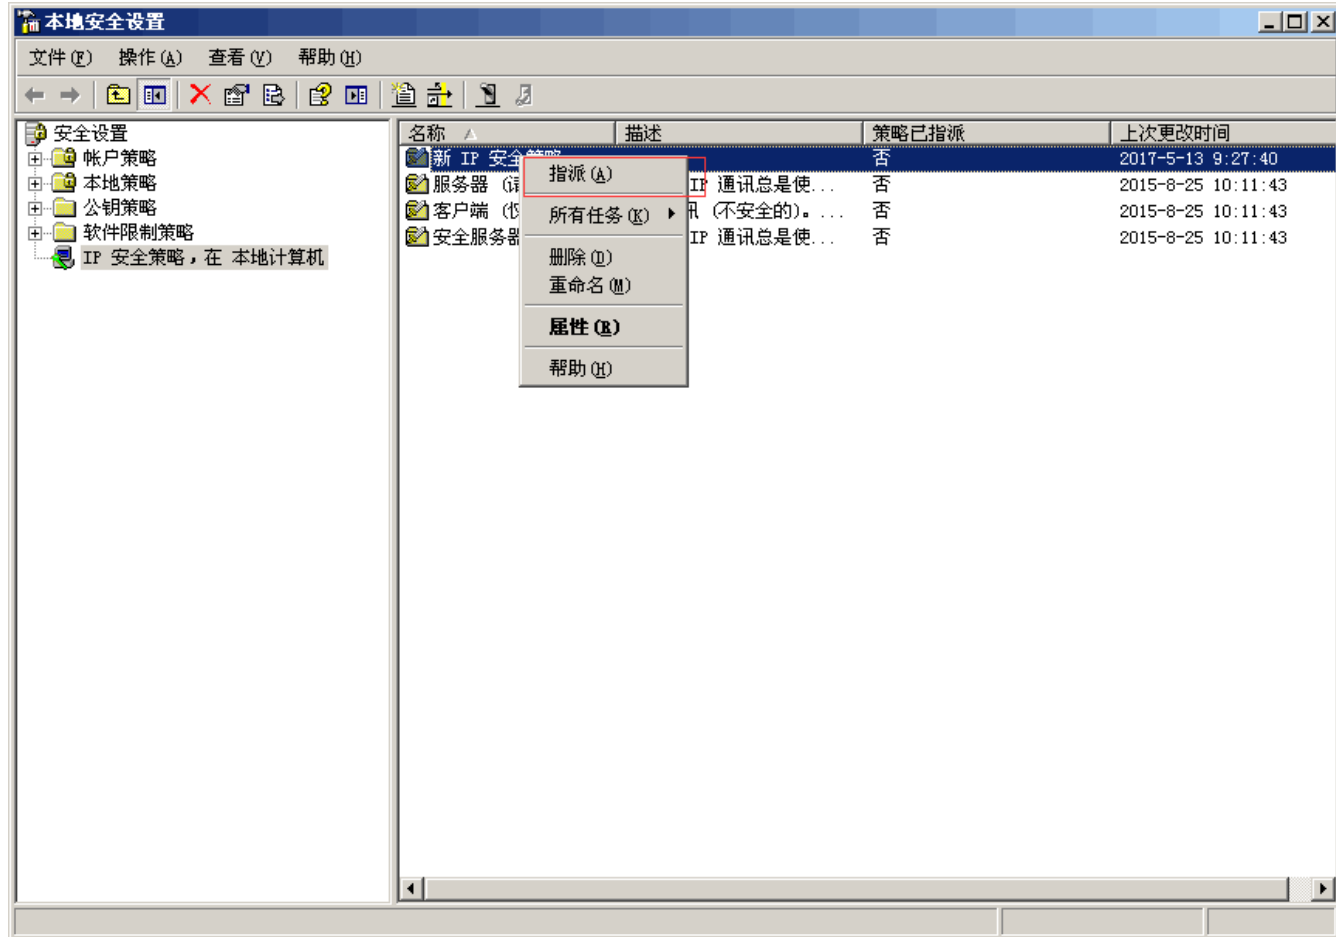 本地安全设置
文件(F) 操作(A) 查看(V) 帮助(H)
安全设置
帐户策略
本地策略
公钥策略
软件限制策略
IP 安全策略，在 本地计算机
名称 描述 策略已指派 上次更改时间
新 IP 安全策略 否 2017-5-13 9:27:40
服务器 IP 通讯总是使... 否 2015-8-25 10:11:43
客户端 (不安全的)。... 否 2015-8-25 10:11:43
安全服务器 IP 通讯总是使... 否 2015-8-25 10:11:43
指派(A)
所有任务(K)
删除(D)
重命名(M)
属性(R)
帮助(H)